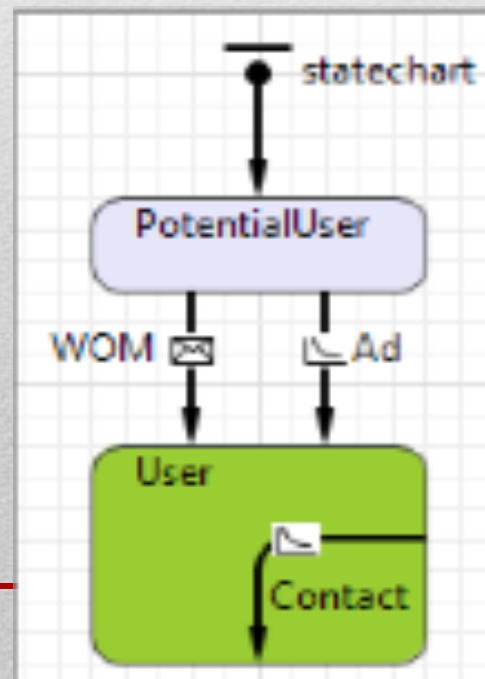 statechart
PotentialUser
WOM
Ad
User
Contact